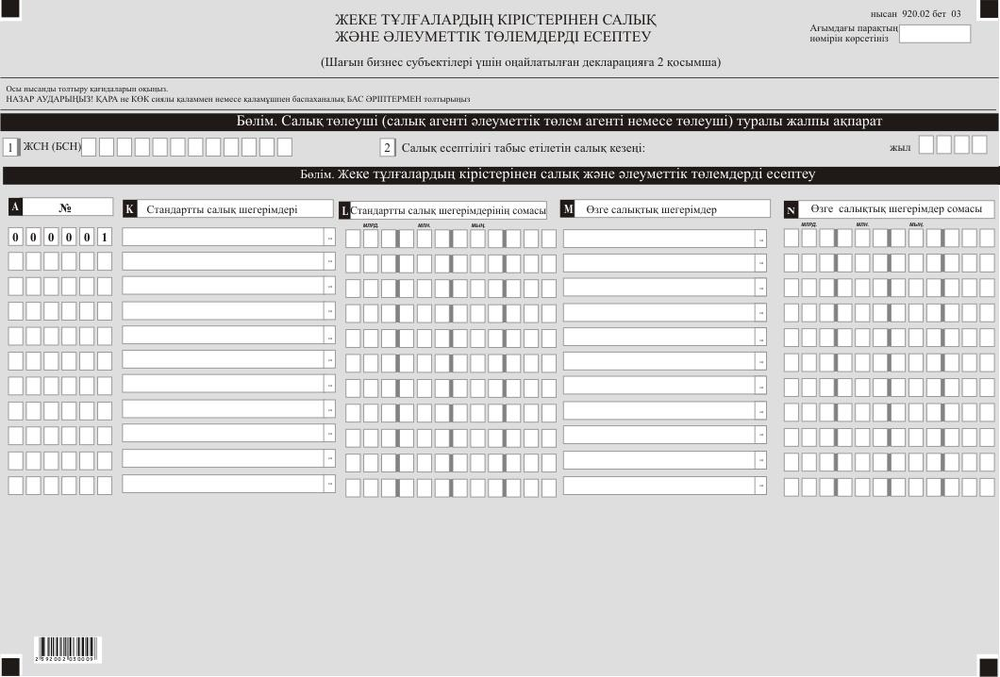 нысан 920.02 бет 03
ЖЕКЕ ТҰЛҒАЛАРДЫҢ КІРІСТЕРІНЕН САЛЫҚ
ЖӘНЕ ӘЛЕУМЕТТІК ТӨЛЕМДЕРДІ ЕСЕПТЕУ
Ағымдағы парақтың
нөмірін көрсетініз
(Шағын бизнес субъектілері үшін оңайлатылған декларацияға 2 қосымша)
Осы нысанды толтыру қағидаларын оқыңыз.
НАЗАР АУДАРЫҢЫЗ! ҚАРА не КӨК сиялы қаламмен немесе қаламұшпен баспаханалық БАС ӘРІПТЕРМЕН толтырыңыз
Бөлім. Салық төлеуші (салық агенті әлеуметтік төлем агенті немесе төлеуші) туралы жалпы ақпарат
1 ЖСН (БСН) 2 Салық есептілігі табыс етілетін салық кезеңі: жыл
Бөлім. Жеке тұлғалардың кірістерінен салық және әлеуметтік төлемдерді есептеу
A № K Стандартты салық шегерімдері L Стандартты салық шегерімдерінің сомасы M Өзге салықтық шегерімдер N Өзге салықтық шегерімдер сомасы
МЛРД. МЛН. МЫҢ. МЛРД. МЛН. МЫҢ.
0 0 0 0 0 1
2 3 9 2 0 0 2 0 3 0 0 0 9